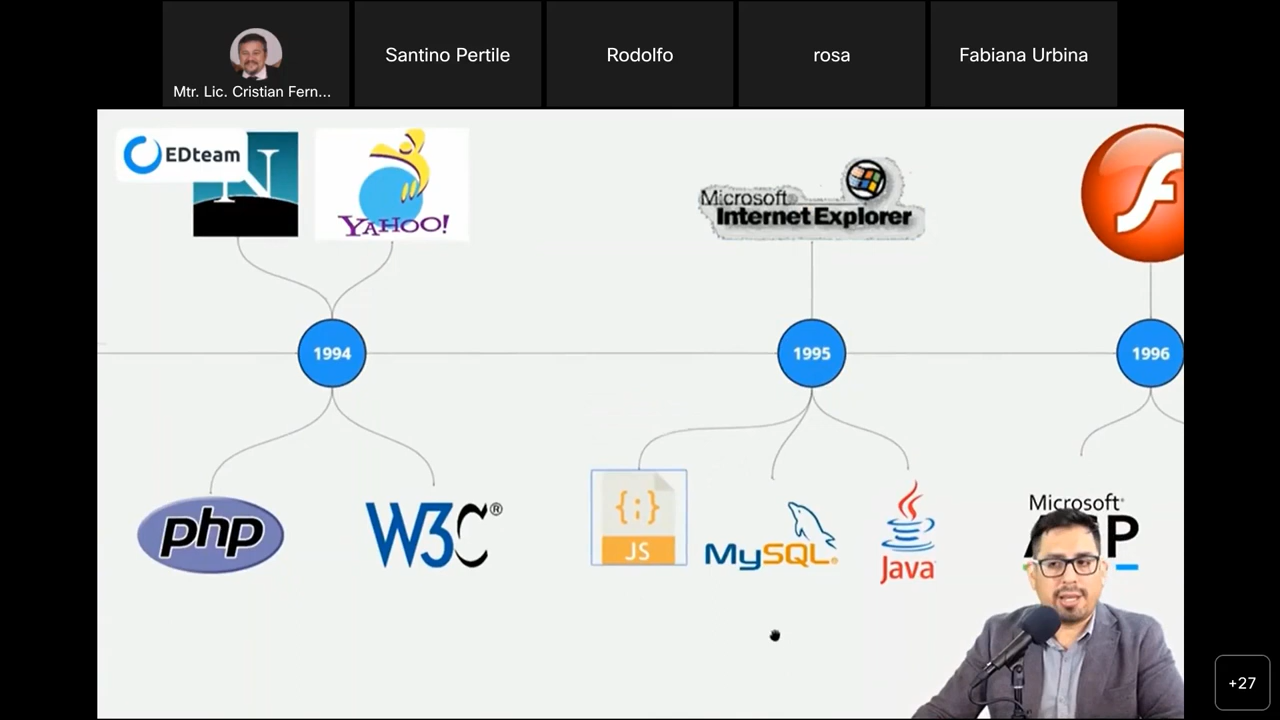 Mtr. Lic. Cristian Fern...
Santino Pertile
Rodolfo
rosa
Fabiana Urbina
EDteam
N
YAHOO!
Microsoft®
Internet Explorer
1994
1995
1996
php
W3C®
{;}
JS
MySQL®
Java
Microsoft®
+27